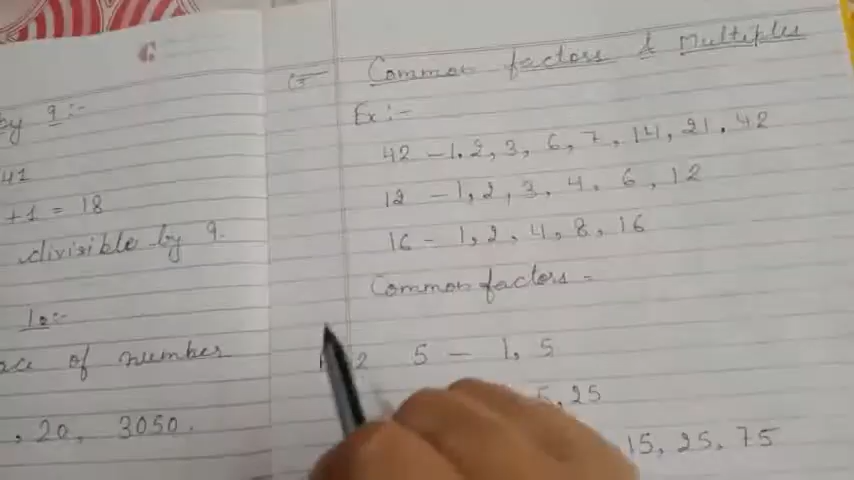 by 9:-
41
+1 = 18
divisible by 9.
10:-
of number
, 20, 3050.
Common factors & Multiples
Ex:-
42 - 1, 2, 3, 6, 7, 14, 21, 42
12 - 1, 2, 3, 4, 6, 12
16 - 1, 2, 4, 8, 16
Common factors =
2 5 - 1, 5
5, 25
15, 25, 75